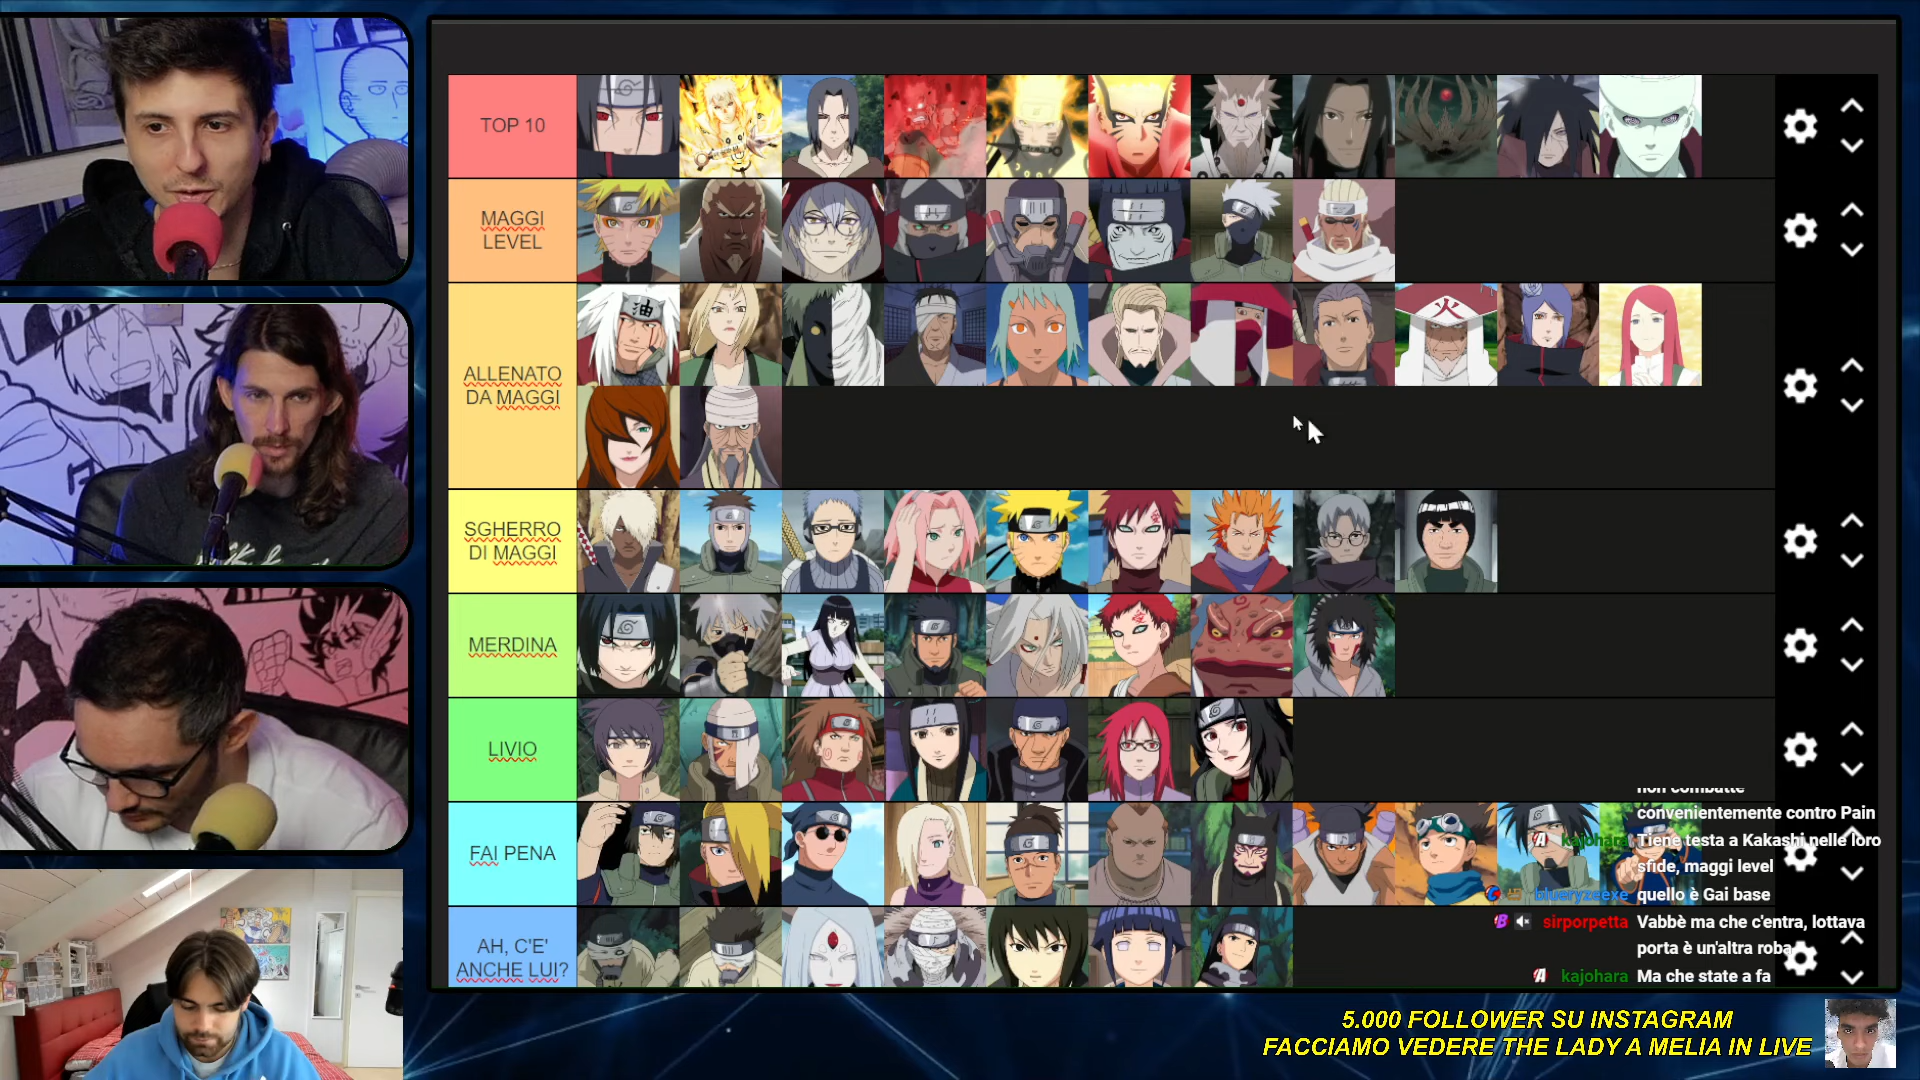 TOP 10
MAGGI
LEVEL
ALLENATO
DA MAGGI
SGHERRO
DI MAGGI
MERDINA
LIVIO
FAI PENA
AH, C'E'
ANCHE LUI?
non combatte
convenientemente contro Pain
kajohara Tiene testa a Kakashi nelle loro
sfide, maggi level
blueryzeexe quello è Gai base
sirporpetta Vabbè ma che c'entra, lottava
porta è un'altra roba
kajohara Ma che state a fa
5.000 FOLLOWER SU INSTAGRAM
FACCIAMO VEDERE THE LADY A MELIA IN LIVE